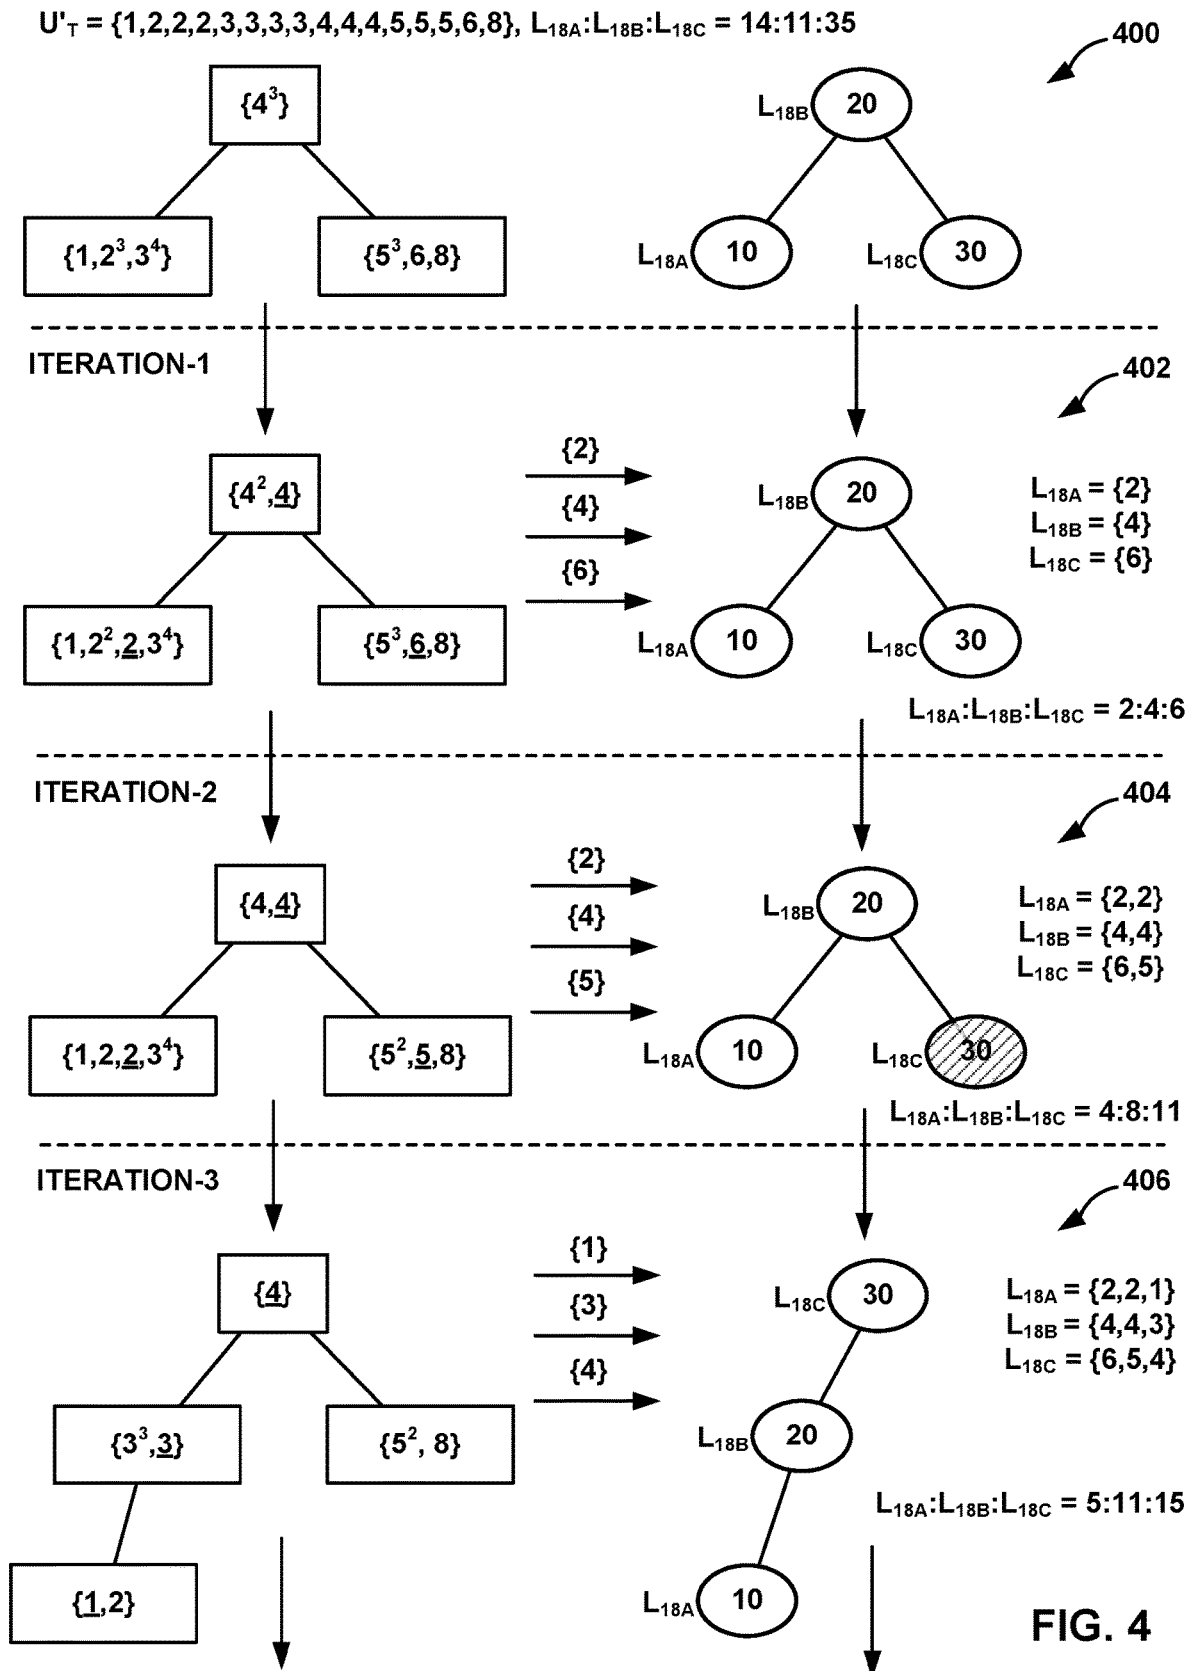 U'T = {1,2,2,2,3,3,3,3,4,4,4,5,5,5,6,8}, L18A:L18B:L18C = 14:11:35
400
{4³}
L18B 20
{1,2³,3⁴}
{5³,6,8}
L18A 10
L18C 30
ITERATION-1
402
{4²,4}
{2}
{4}
{6}
L18B 20
L18A = {2}
L18B = {4}
L18C = {6}
{1,2²,2,3⁴}
{5³,6,8}
L18A 10
L18C 30
L18A:L18B:L18C = 2:4:6
ITERATION-2
404
{4,4}
{2}
{4}
{5}
L18B 20
L18A = {2,2}
L18B = {4,4}
L18C = {6,5}
{1,2,2,3⁴}
{5²,5,8}
L18A 10
L18C 30
L18A:L18B:L18C = 4:8:11
ITERATION-3
406
{4}
{1}
{3}
{4}
L18C 30
L18A = {2,2,1}
L18B = {4,4,3}
L18C = {6,5,4}
{3³,3}
{5², 8}
L18B 20
L18A:L18B:L18C = 5:11:15
{1,2}
L18A 10
FIG. 4